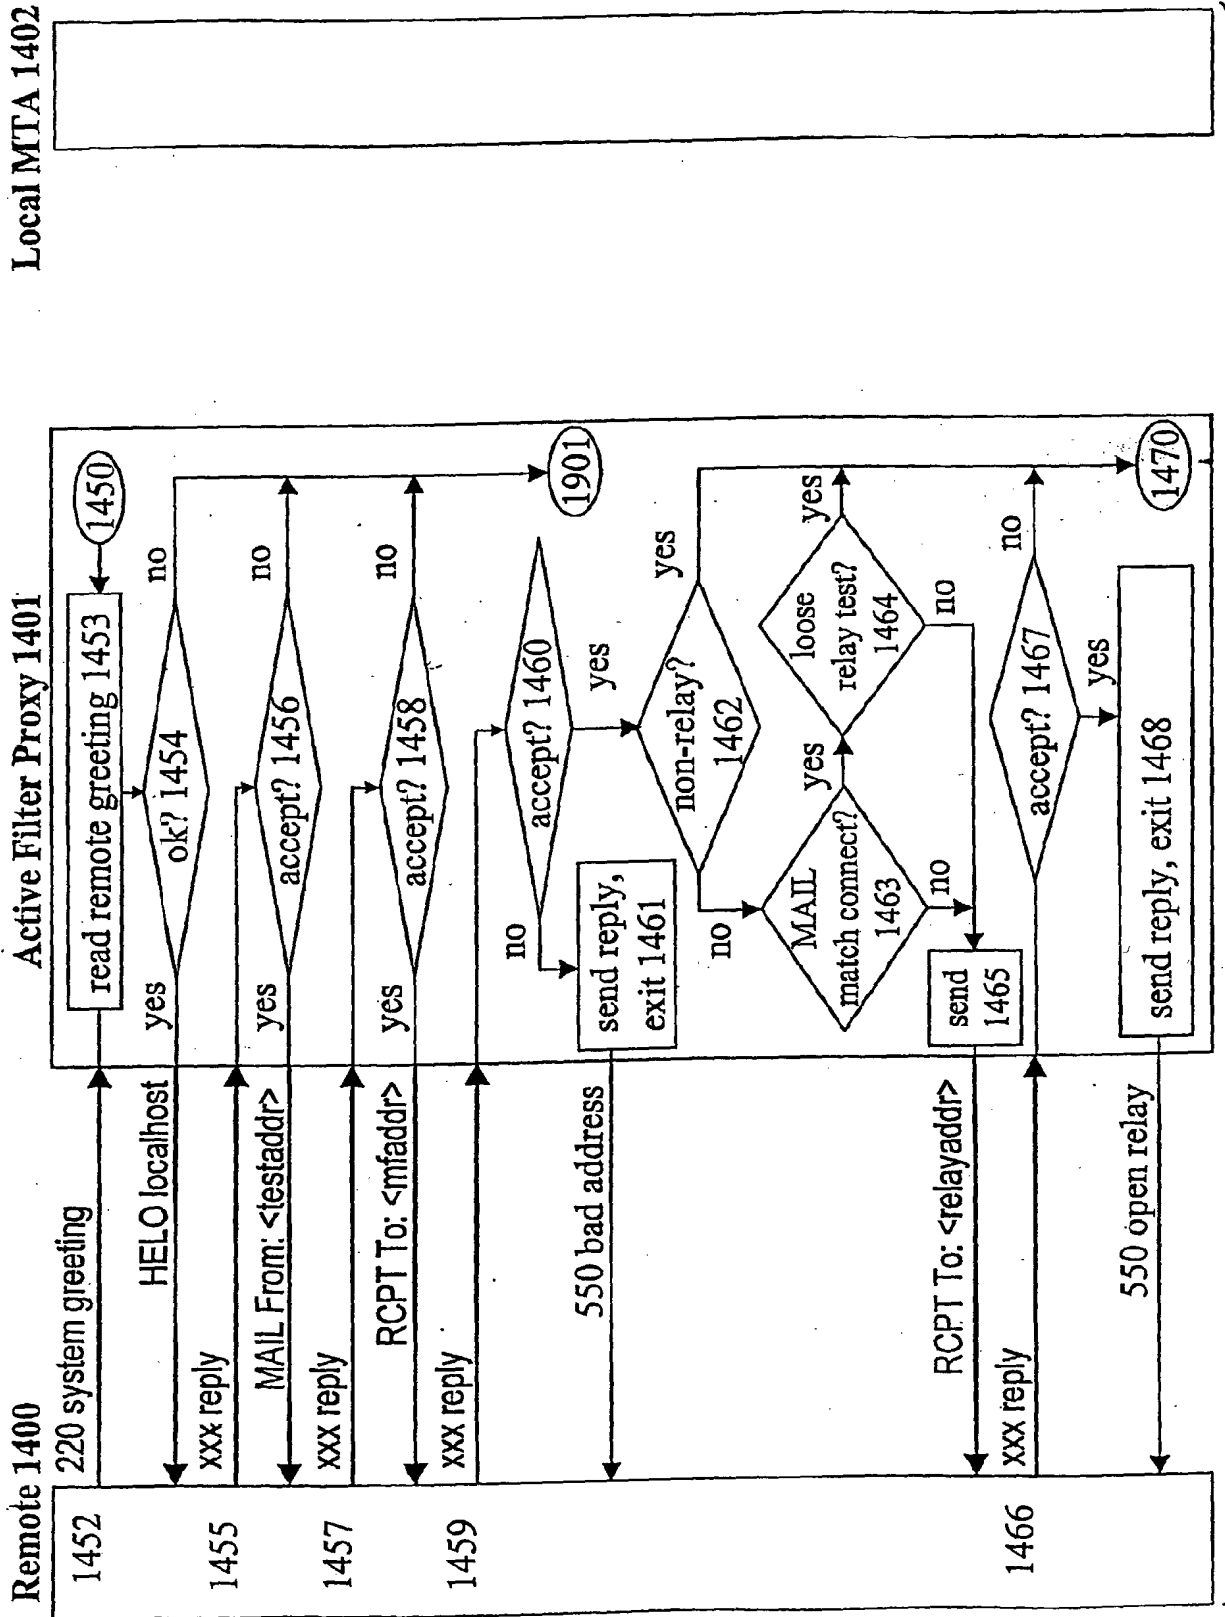 Remote 1400
Active Filter Proxy 1401
Local MTA 1402
1452
220 system greeting
read remote greeting 1453
1450
ok? 1454
yes
no
HELO localhost
1455
xxx reply
accept? 1456
yes
no
MAIL From: <testaddr>
1457
xxx reply
accept? 1458
yes
no
RCPT To: <mfaddr>
1459
xxx reply
accept? 1460
no
yes
1901
send reply,
exit 1461
550 bad address
non-relay?
1462
yes
no
MAIL
match connect?
1463
yes
no
loose
relay test?
1464
yes
no
send
1465
RCPT To: <relayaddr>
1466
xxx reply
accept? 1467
no
yes
1470
send reply, exit 1468
550 open relay